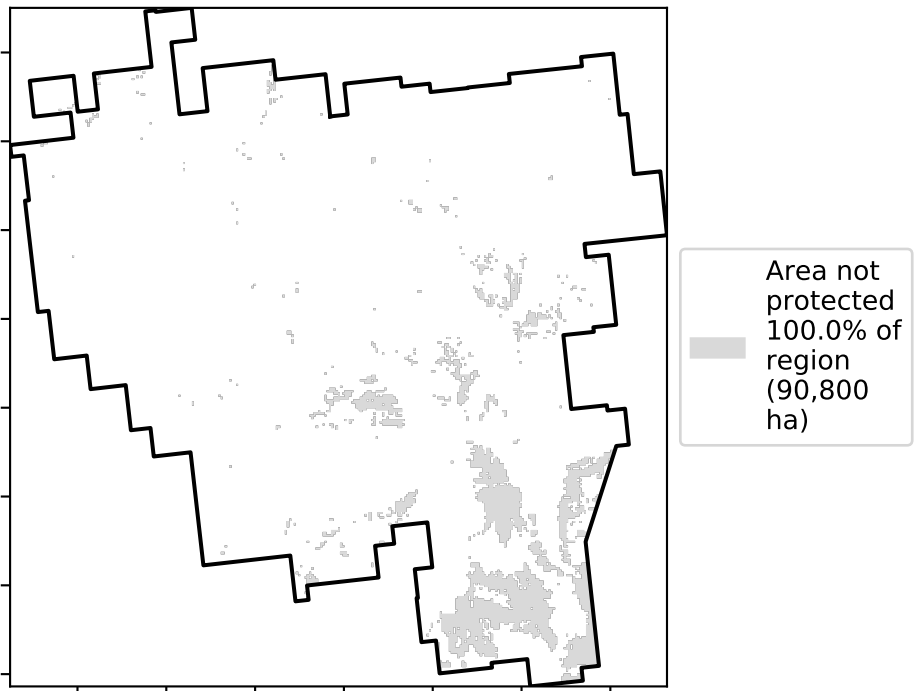 Area not
protected
100.0% of
region
(90,800
ha)